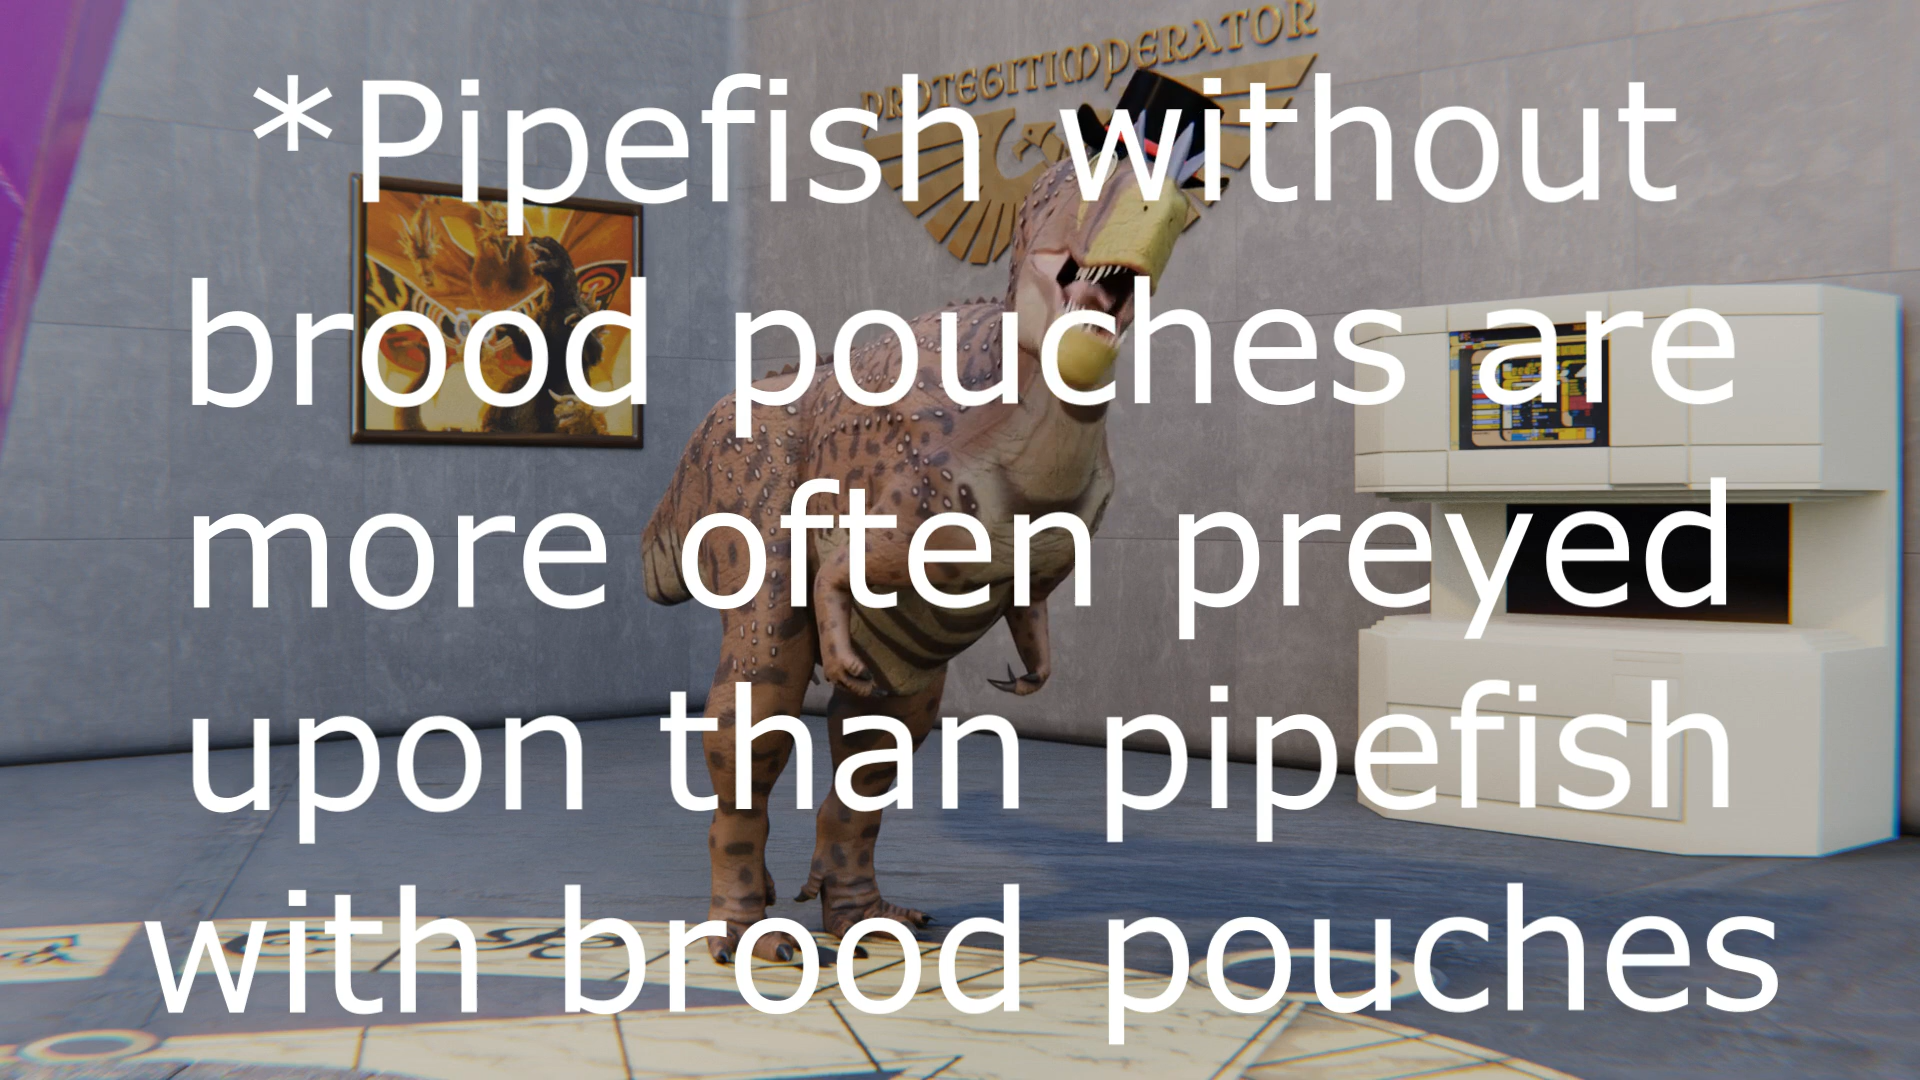 PROTEGITIMPERATOR
*Pipefish without
brood pouches are
more often preyed
upon than pipefish
with brood pouches